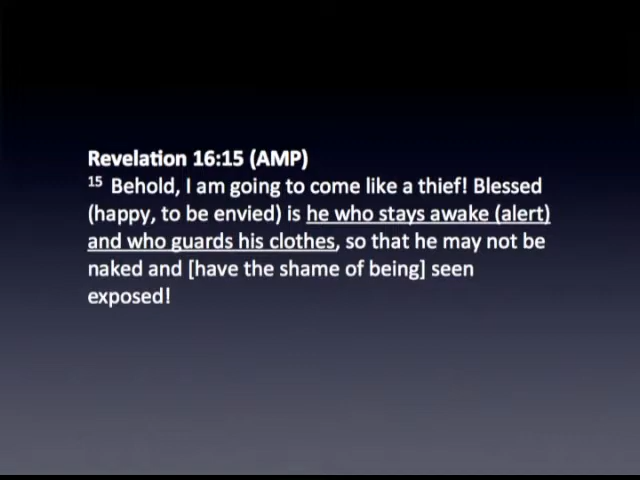 Revelation 16:15 (AMP)
15 Behold, I am going to come like a thief! Blessed
(happy, to be envied) is he who stays awake (alert)
and who guards his clothes, so that he may not be
naked and [have the shame of being] seen
exposed!